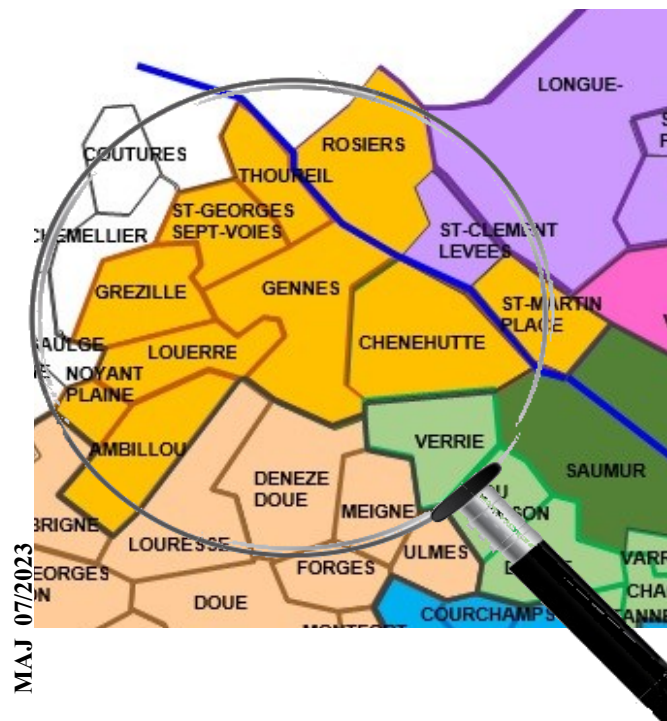 LONGUE-
ROSIERS
COUTURES
THOUREIL
ST-GEORGES
SEPT-VOIES
ST-CLEMENT
LEVEES
GREZILLE
GENNES
ST-MARTIN
PLACE
LOUERRE
CHENEHUTTE
NOYANT
PLAINE
AMBILLOU
VERRIE
SAUMUR
DENEZE
DOUE
MEIGNE
LOURESSE
ULMES
FORGES
DOUE
COURCHAMPS
MAJ 07/2023